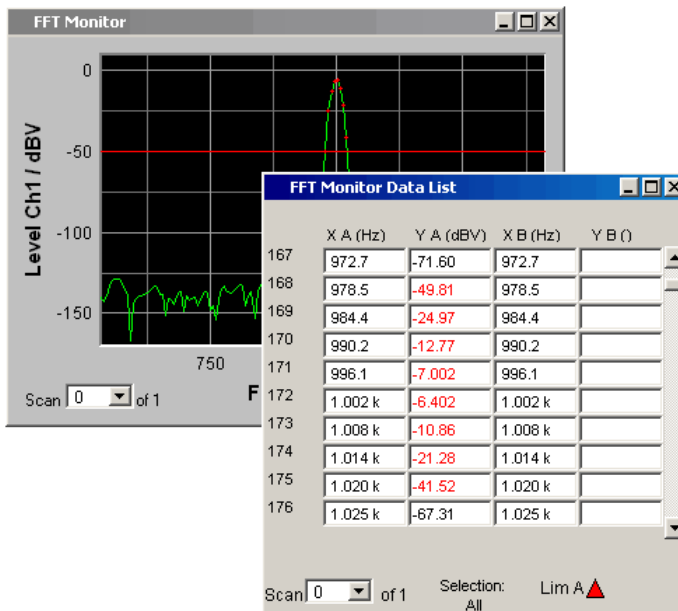 FFT Monitor
Level Ch1 / dBV
0
-50
-100
-150
750
F
Scan 0 of 1
FFT Monitor Data List
X A (Hz) Y A (dBV) X B (Hz) Y B ()
167 972.7 -71.60 972.7
168 978.5 -49.81 978.5
169 984.4 -24.97 984.4
170 990.2 -12.77 990.2
171 996.1 -7.002 996.1
172 1.002 k -6.402 1.002 k
173 1.008 k -10.86 1.008 k
174 1.014 k -21.28 1.014 k
175 1.020 k -41.52 1.020 k
176 1.025 k -67.31 1.025 k
Scan 0 of 1
Selection:
All
Lim A